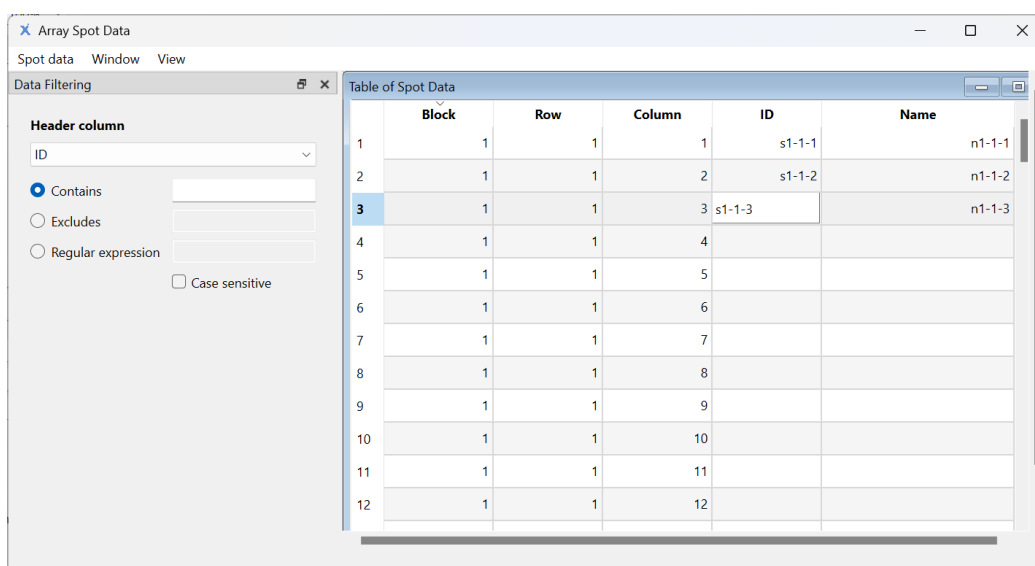 Array Spot Data
Spot data Window View
Data Filtering
Header column
ID
Contains
Excludes
Regular expression
Case sensitive
Table of Spot Data
Block Row Column ID Name
1 1 1 1 s1-1-1 n1-1-1
2 1 1 2 s1-1-2 n1-1-2
3 1 1 3 s1-1-3 n1-1-3
4 1 1 4
5 1 1 5
6 1 1 6
7 1 1 7
8 1 1 8
9 1 1 9
10 1 1 10
11 1 1 11
12 1 1 12